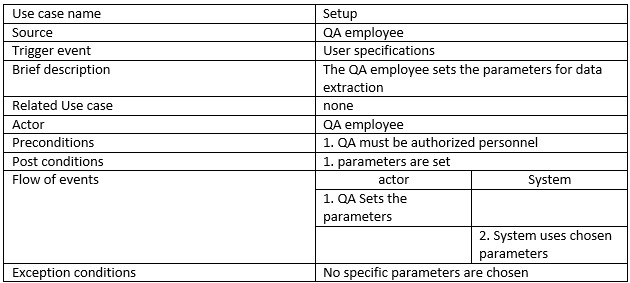 Use case name Setup
Source QA employee
Trigger event User specifications
Brief description The QA employee sets the parameters for data
extraction
Related Use case none
Actor QA employee
Preconditions 1. QA must be authorized personnel
Post conditions 1. parameters are set
Flow of events actor System
1. QA Sets the
parameters
2. System uses chosen
parameters
Exception conditions No specific parameters are chosen